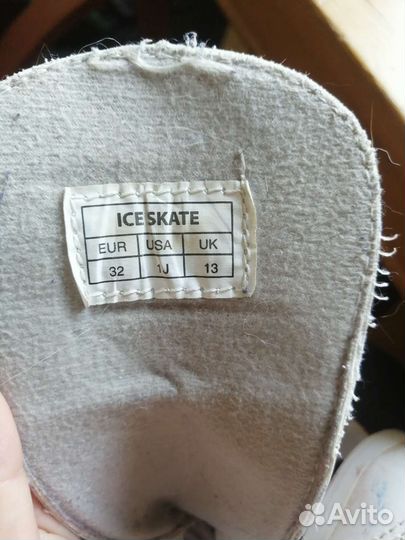 ICESKATE
EUR USA UK
32 1J 13
Avito